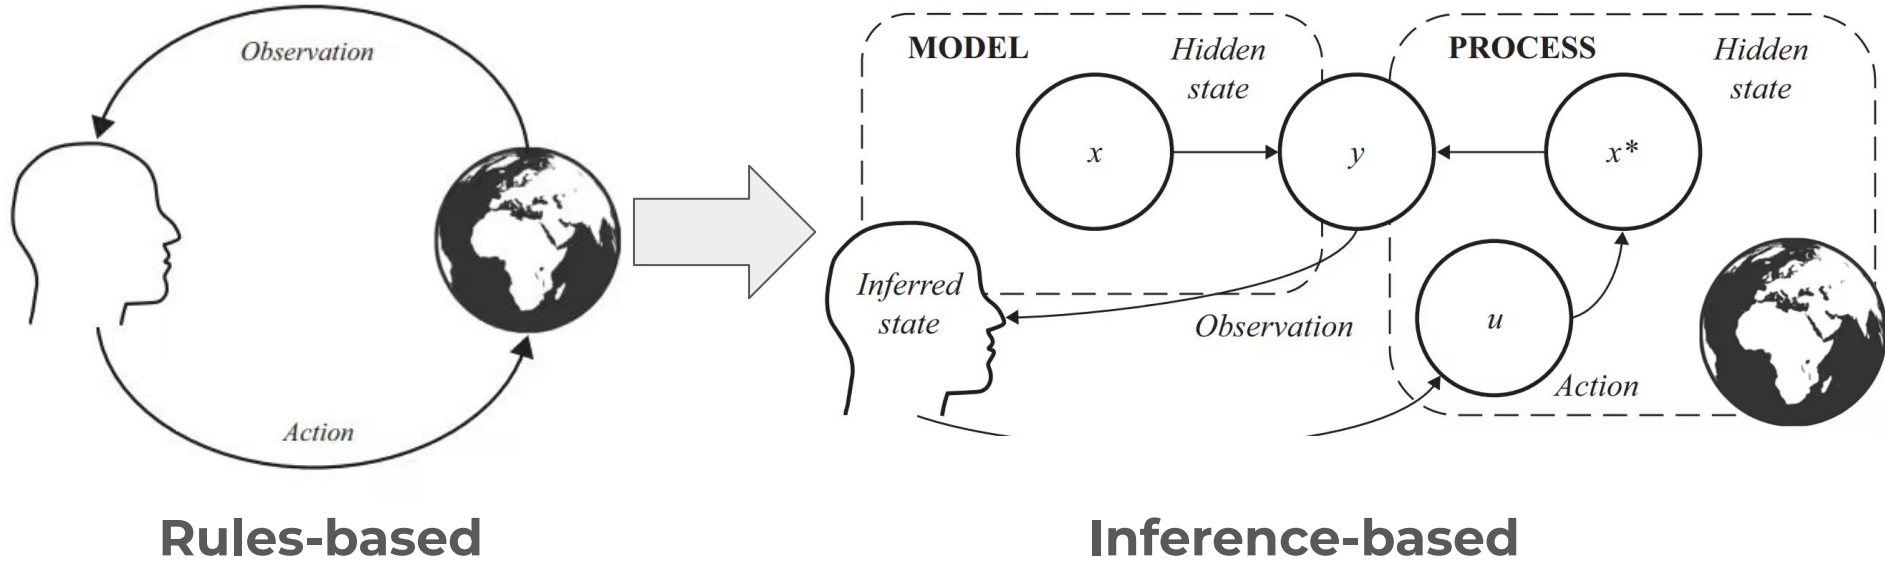 Observation
Action
Rules-based
MODEL
Hidden
state
PROCESS
Hidden
state
x
y
x*
Inferred
state
Observation
u
Action
Inference-based